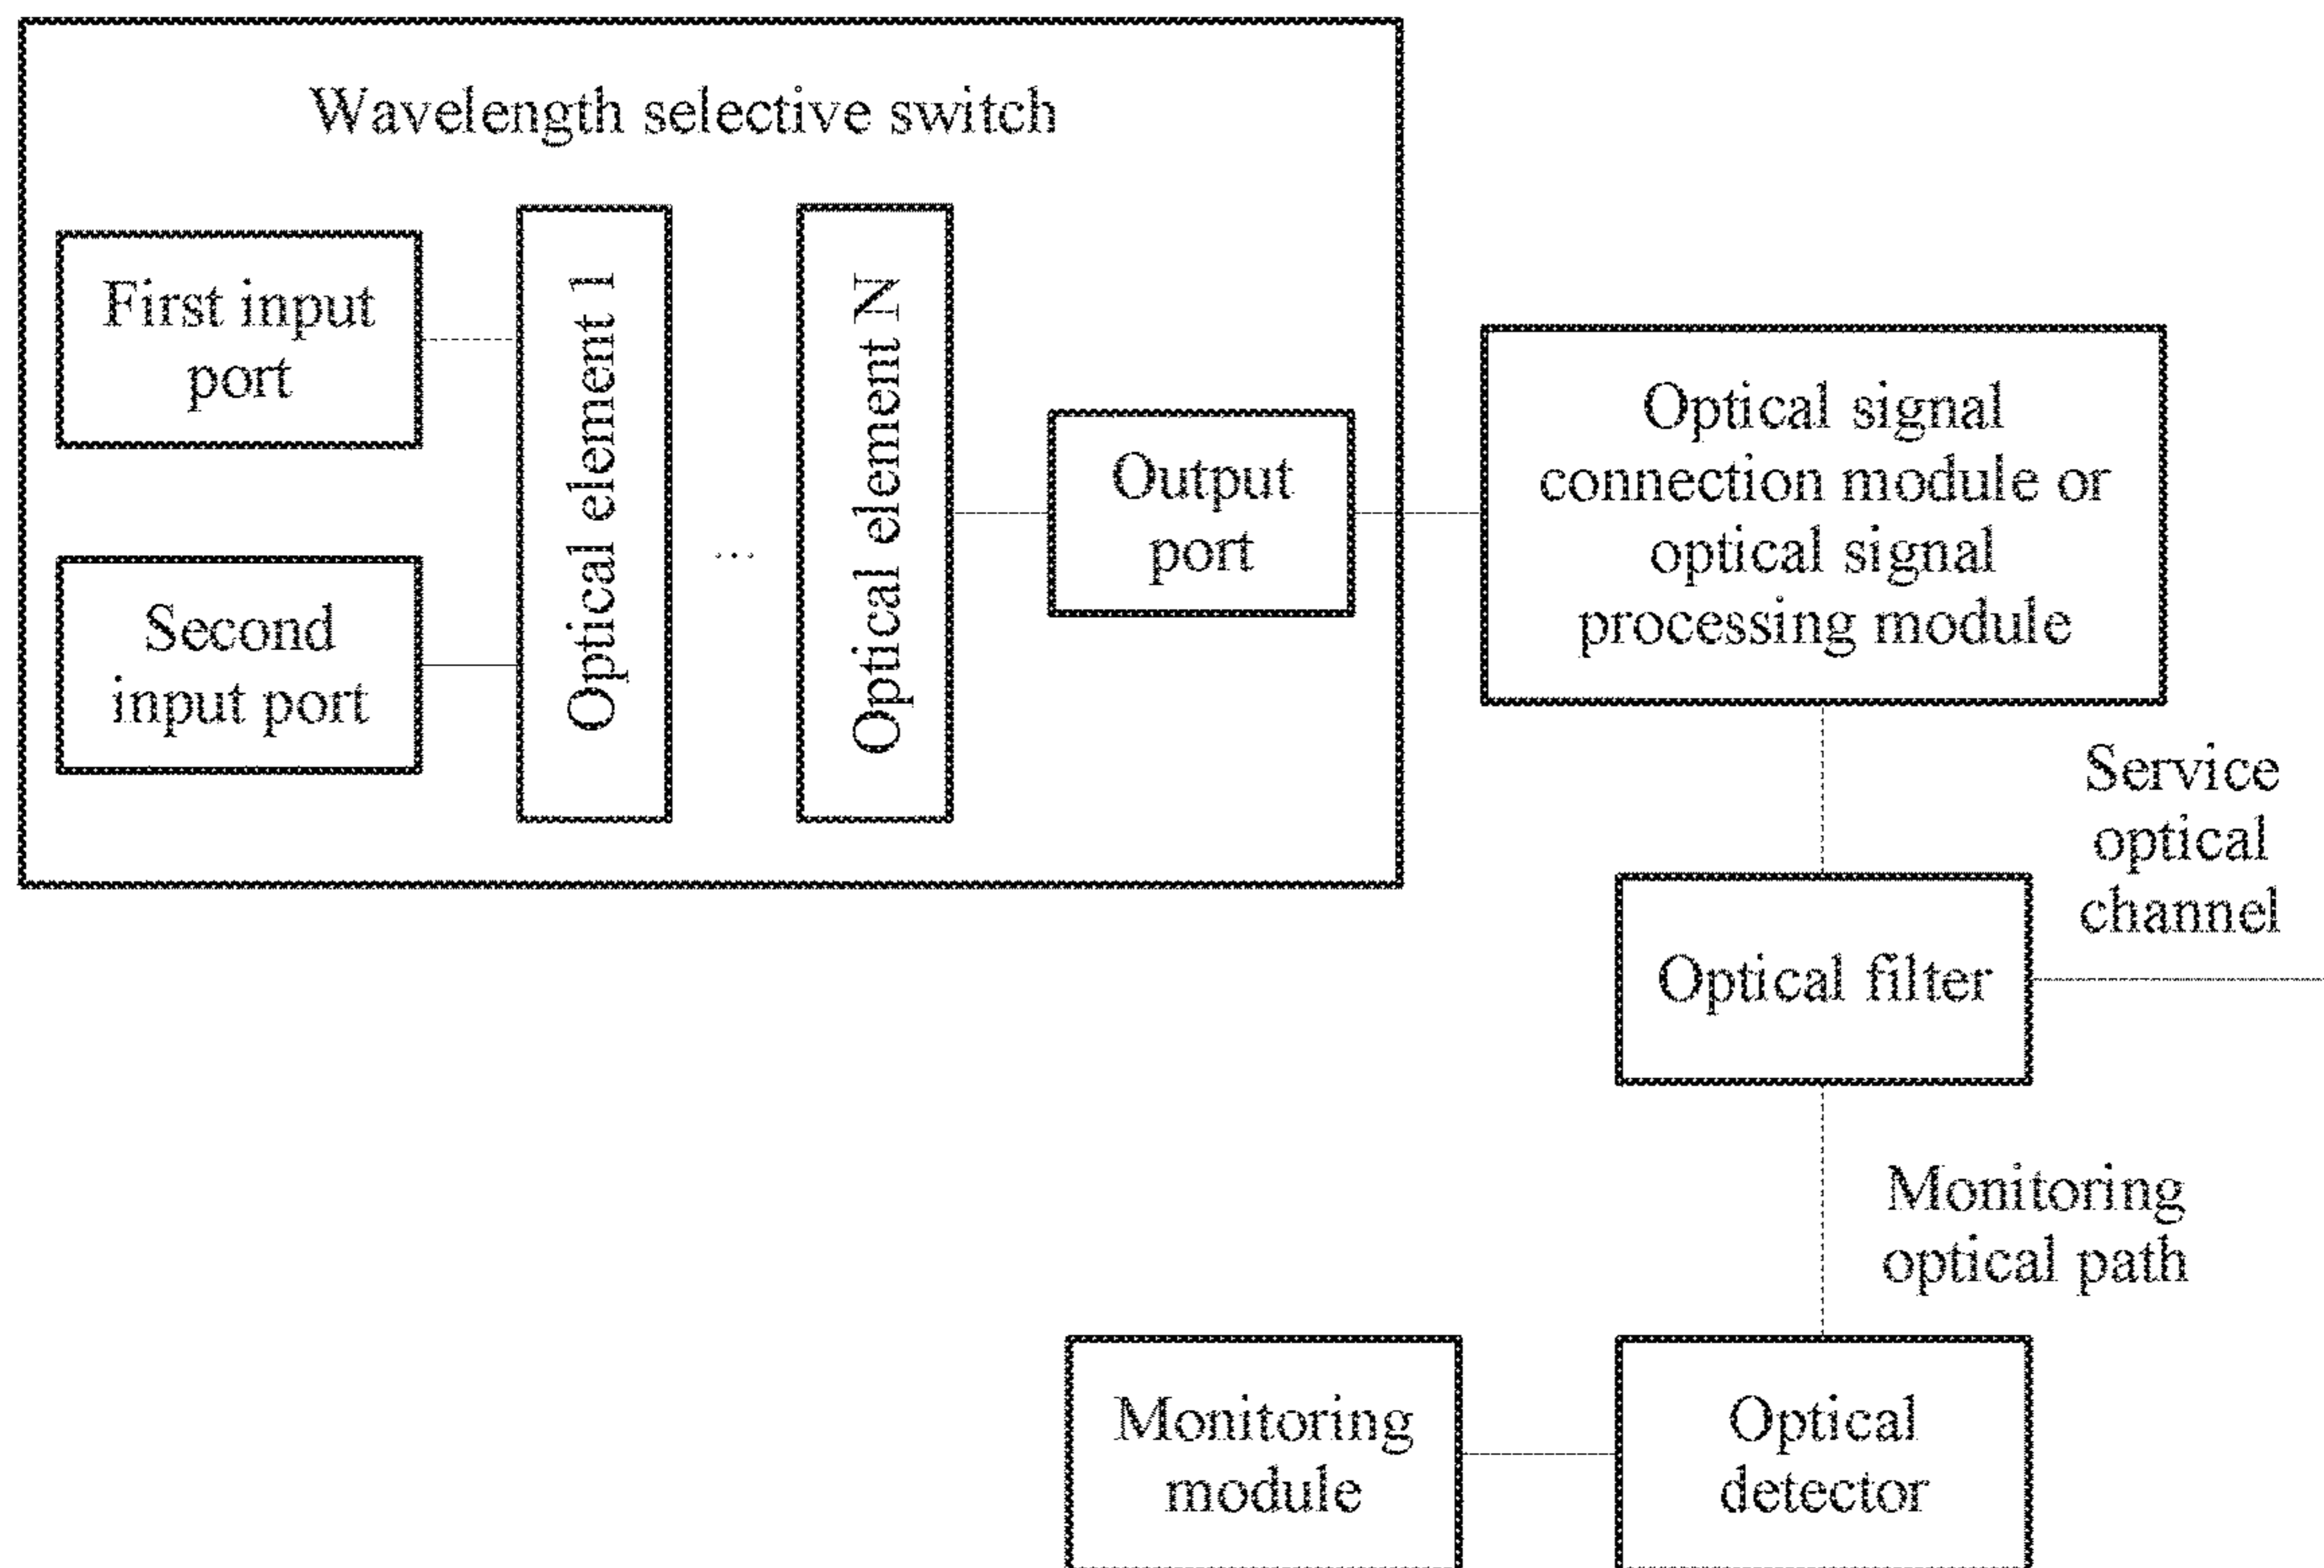 Wavelength selective switch
First input
port
Second
input port
Optical element 1
...
Optical element N
Output
port
Optical signal
connection module or
optical signal
processing module
Service
optical
channel
Optical filter
Monitoring
optical path
Monitoring
module
Optical
detector